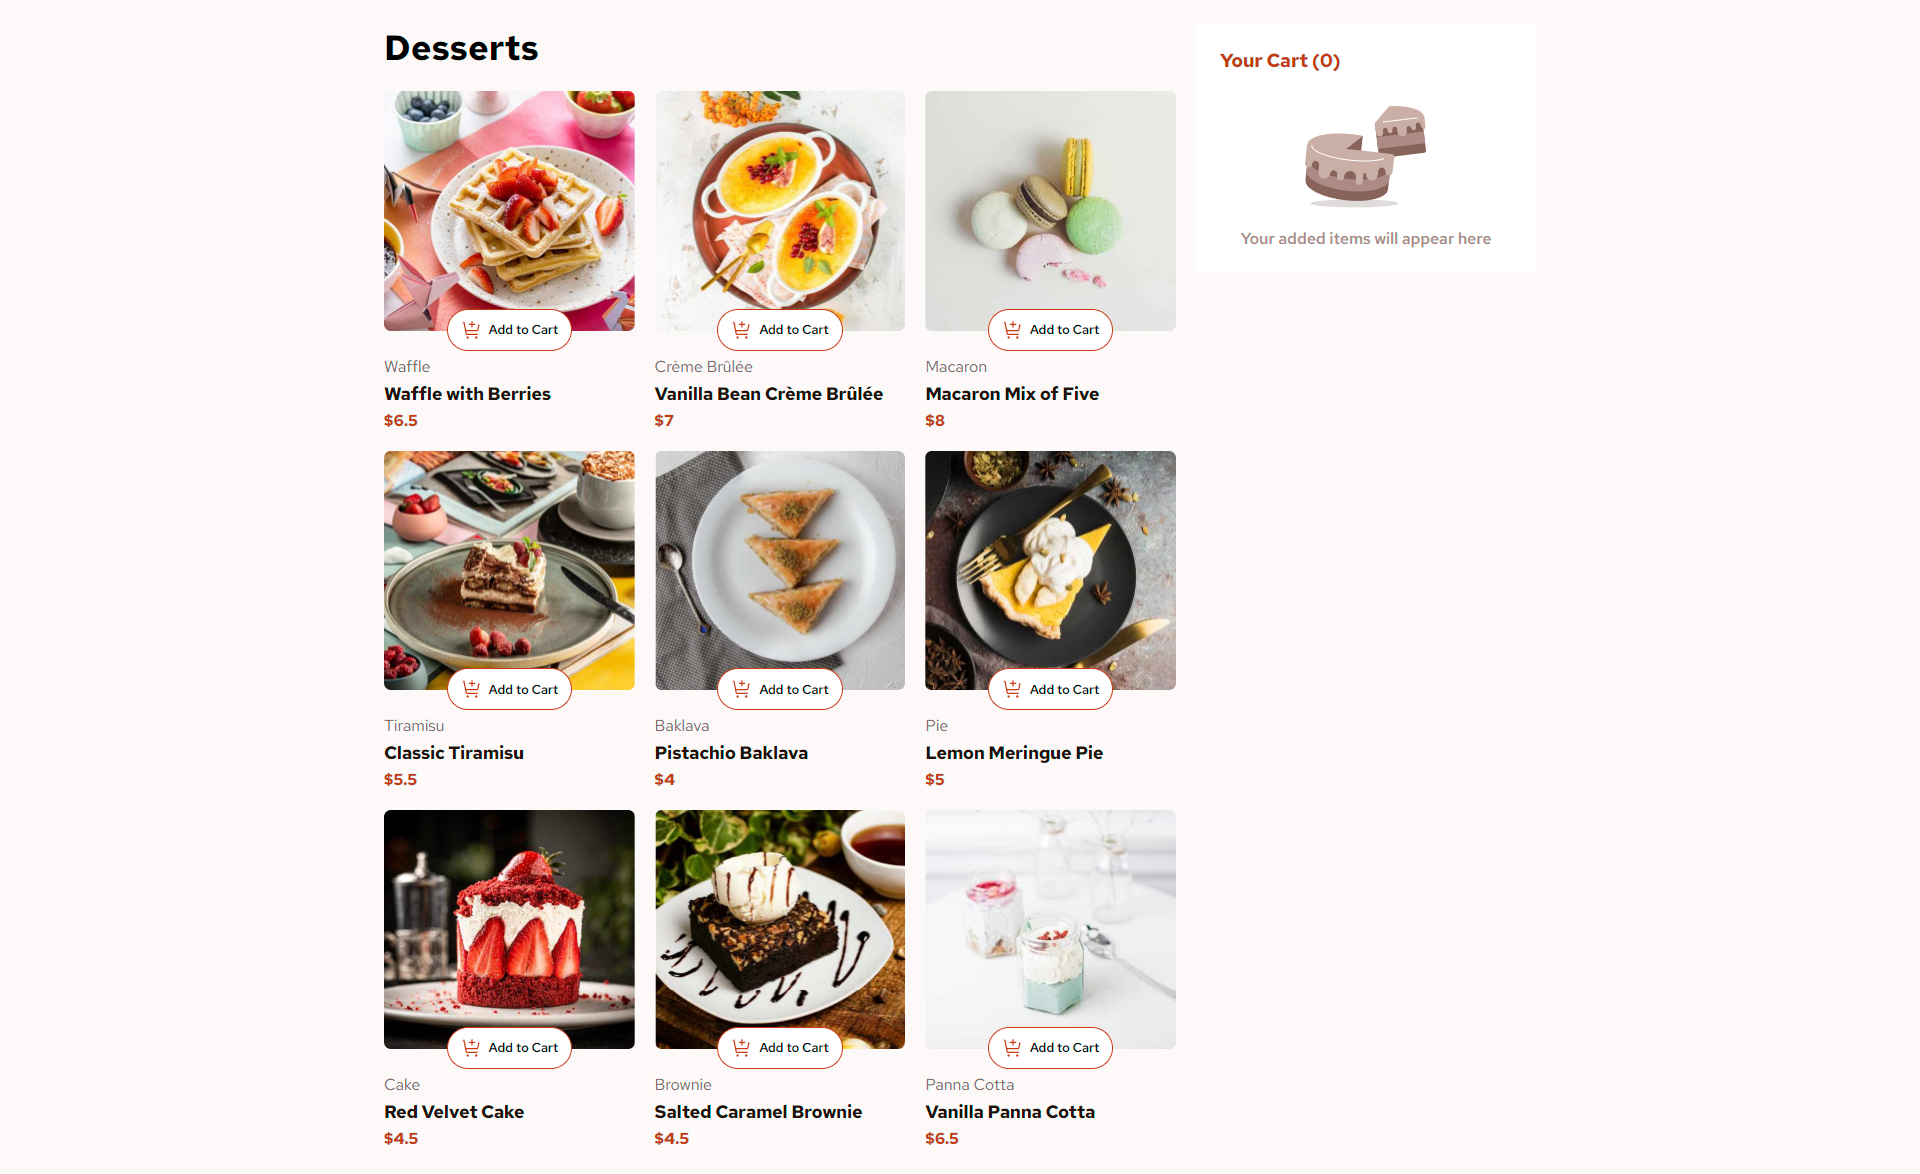 Desserts
Add to Cart
Waffle
Waffle with Berries
$6.5
Add to Cart
Crème Brûlée
Vanilla Bean Crème Brûlée
$7
Add to Cart
Macaron
Macaron Mix of Five
$8
Add to Cart
Tiramisu
Classic Tiramisu
$5.5
Add to Cart
Baklava
Pistachio Baklava
$4
Add to Cart
Pie
Lemon Meringue Pie
$5
Add to Cart
Cake
Red Velvet Cake
$4.5
Add to Cart
Brownie
Salted Caramel Brownie
$4.5
Add to Cart
Panna Cotta
Vanilla Panna Cotta
$6.5
Your Cart (0)
Your added items will appear here